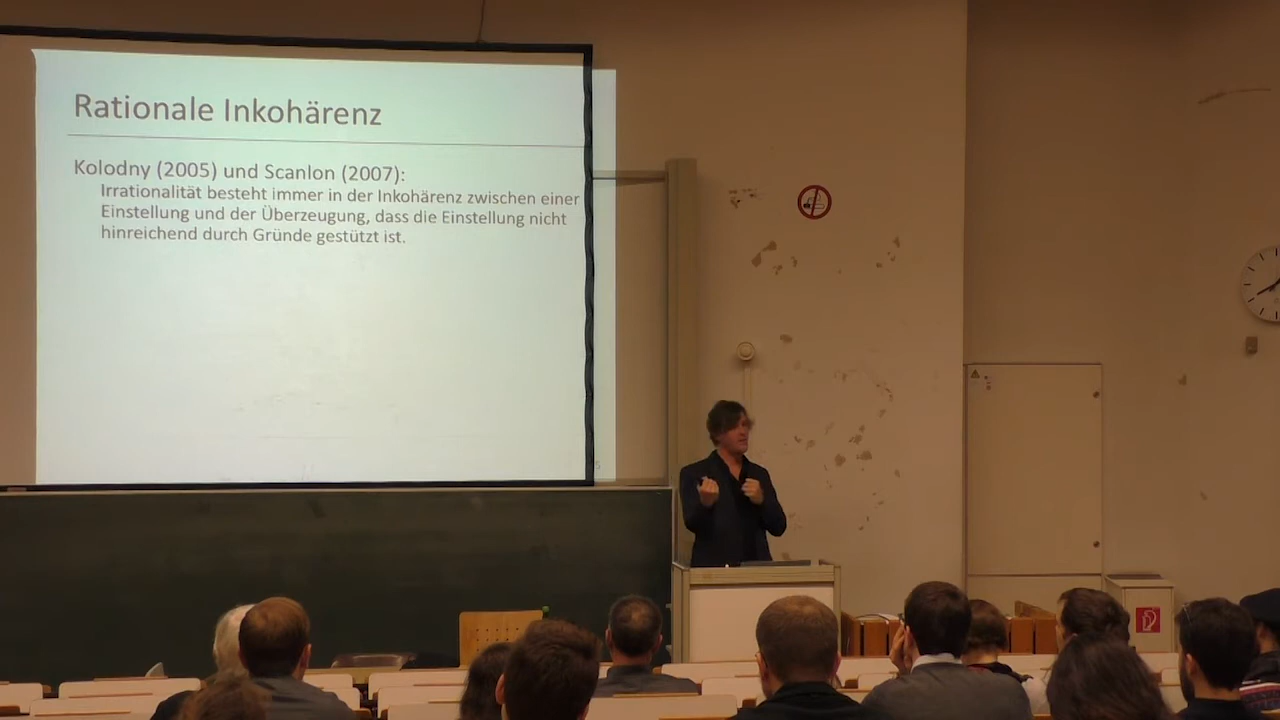 Rationale Inkohärenz
Kolodny (2005) und Scanlon (2007):
Irrationalität besteht immer in der Inkohärenz zwischen einer
Einstellung und der Überzeugung, dass die Einstellung nicht
hinreichend durch Gründe gestützt ist.
5